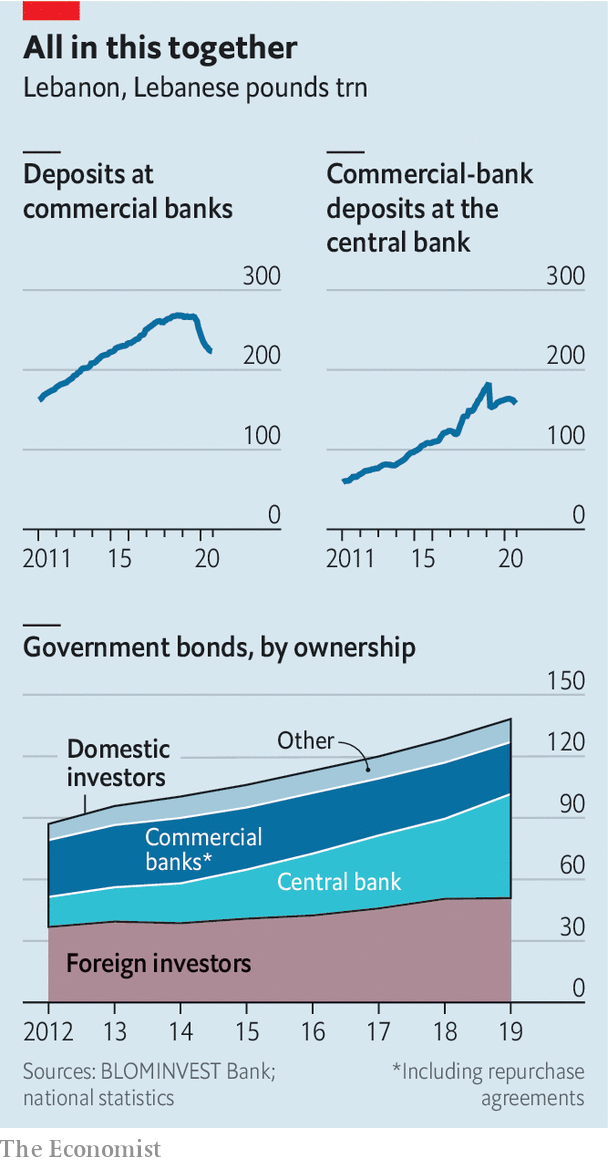 All in this together
Lebanon, Lebanese pounds trn
Deposits at
commercial banks
300
200
100
0
2011 15 20
Commercial-bank
deposits at the
central bank
300
200
100
0
2011 15 20
Government bonds, by ownership
150
120
90
60
30
0
Domestic
investors
Other
Commercial
banks*
Central bank
Foreign investors
2012 13 14 15 16 17 18 19
Sources: BLOMINVEST Bank;
national statistics
*Including repurchase
agreements
The Economist